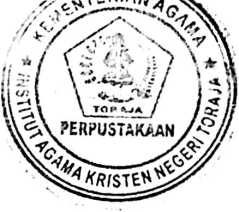 KEMENTERIAN AGAMA
TORAJA
PERPUSTAKAAN
INSTITUT AGAMA KRISTEN NEGERI TORAJA